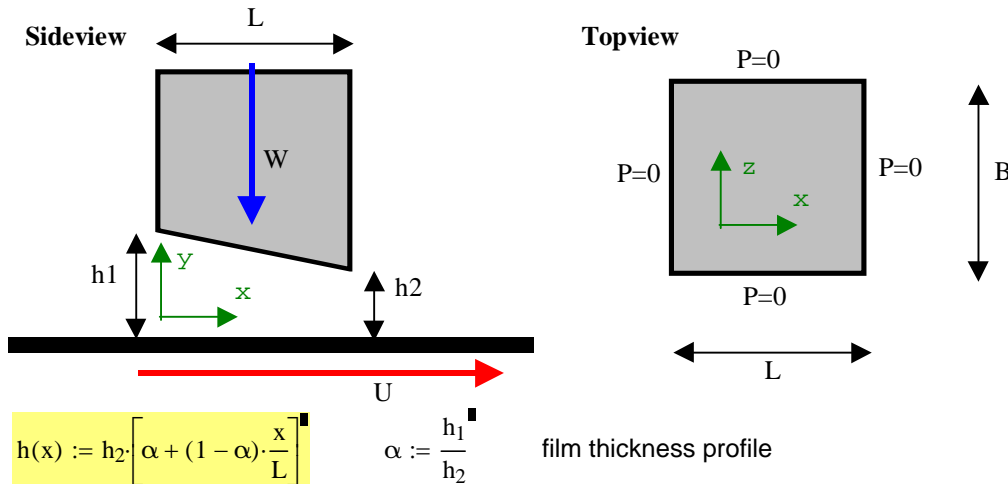 L
Sideview
Topview
P=0
W
P=0
z
P=0
B
x
h1
y
h2
x
P=0
L
U
h(x) := h₂·[α + (1 − α)·x/L]
α := h₁/h₂
film thickness profile